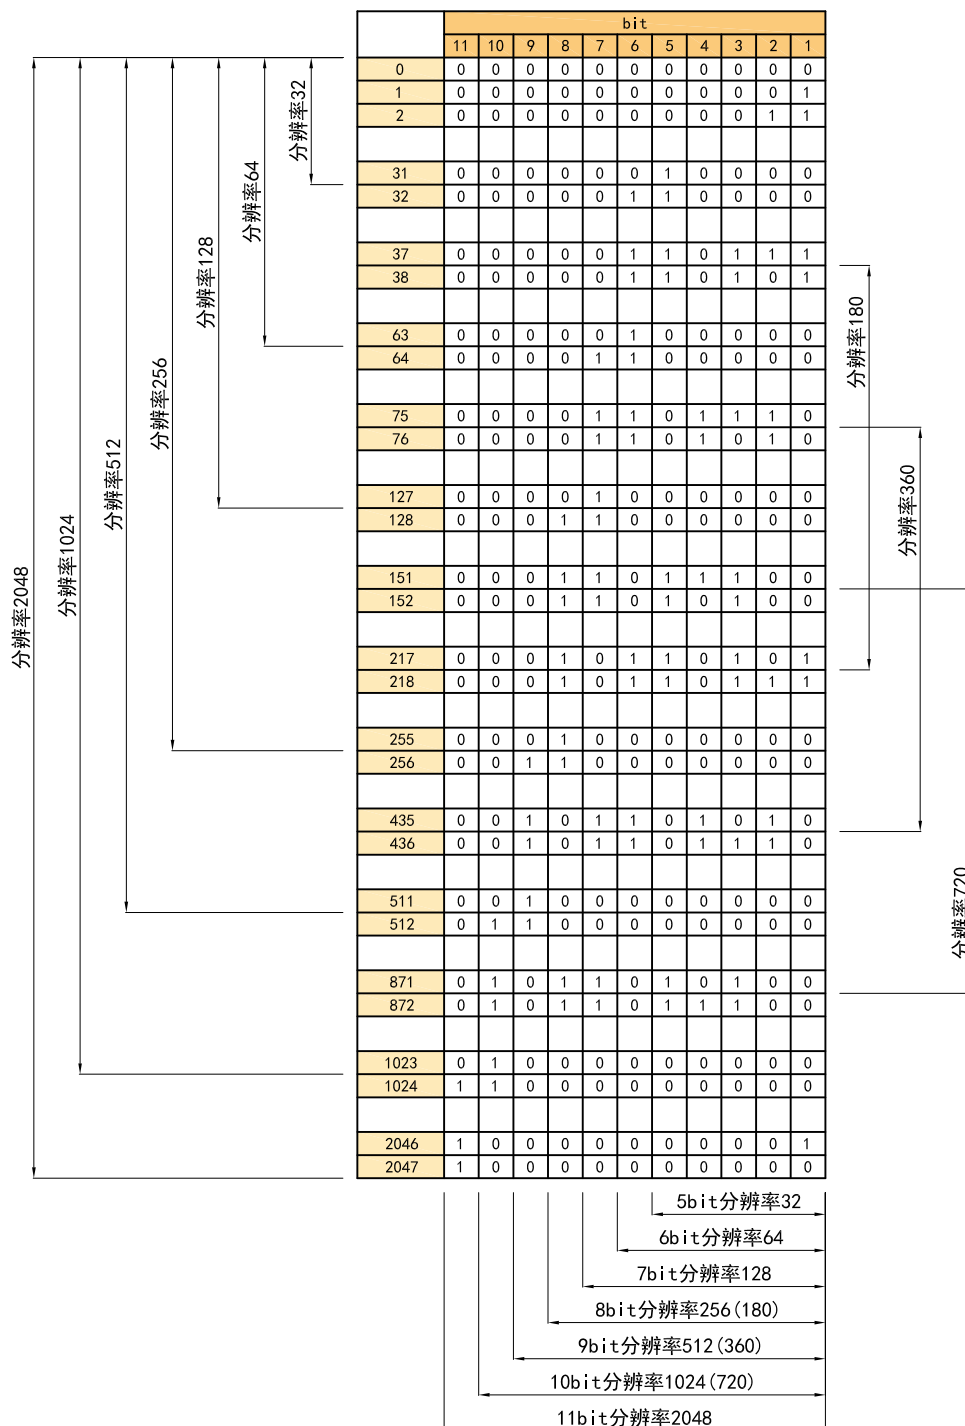 bit
11 10 9 8 7 6 5 4 3 2 1
0 0 0 0 0 0 0 0 0 0 0 0
1 0 0 0 0 0 0 0 0 0 0 1
2 0 0 0 0 0 0 0 0 0 1 1
31 0 0 0 0 0 0 1 0 0 0 0
32 0 0 0 0 0 1 1 0 0 0 0
37 0 0 0 0 0 1 1 0 1 1 1
38 0 0 0 0 0 1 1 0 1 0 1
63 0 0 0 0 0 1 0 0 0 0 0
64 0 0 0 0 1 1 0 0 0 0 0
75 0 0 0 0 1 1 0 1 1 1 0
76 0 0 0 0 1 1 0 1 0 1 0
127 0 0 0 0 1 0 0 0 0 0 0
128 0 0 0 1 1 0 0 0 0 0 0
151 0 0 0 1 1 0 1 1 1 0 0
152 0 0 0 1 1 0 1 0 1 0 0
217 0 0 0 1 0 1 1 0 1 0 1
218 0 0 0 1 0 1 1 0 1 1 1
255 0 0 0 1 0 0 0 0 0 0 0
256 0 0 1 1 0 0 0 0 0 0 0
435 0 0 1 0 1 1 0 1 0 1 0
436 0 0 1 0 1 1 0 1 1 1 0
511 0 0 1 0 0 0 0 0 0 0 0
512 0 1 1 0 0 0 0 0 0 0 0
871 0 1 0 1 1 0 1 0 1 0 0
872 0 1 0 1 1 0 1 1 1 0 0
1023 0 1 0 0 0 0 0 0 0 0 0
1024 1 1 0 0 0 0 0 0 0 0 0
2046 1 0 0 0 0 0 0 0 0 0 1
2047 1 0 0 0 0 0 0 0 0 0 0
分辨率2048
分辨率1024
分辨率512
分辨率256
分辨率128
分辨率64
分辨率32
分辨率180
分辨率360
分辨率720
5bit分辨率32
6bit分辨率64
7bit分辨率128
8bit分辨率256(180)
9bit分辨率512(360)
10bit分辨率1024(720)
11bit分辨率2048